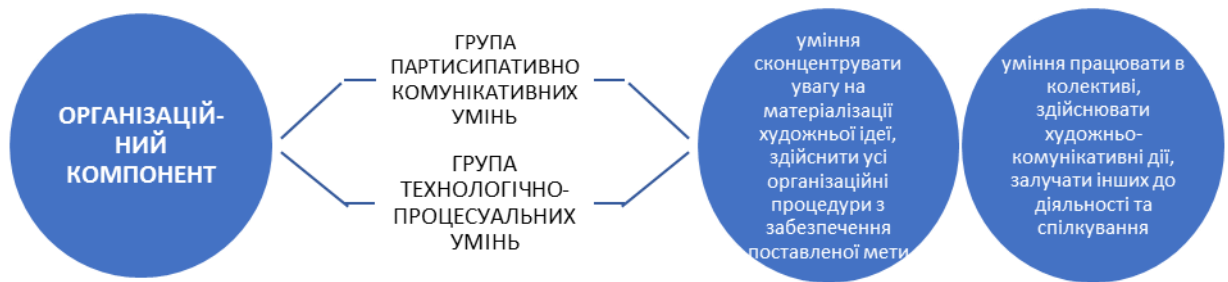 ОРГАНІЗАЦІЙ-
НИЙ
КОМПОНЕНТ
ГРУПА
ПАРТИСИПАТИВНО
КОМУНІКАТИВНИХ
УМІНЬ
ГРУПА
ТЕХНОЛОГІЧНО-
ПРОЦЕСУАЛЬНИХ
УМІНЬ
уміння
сконцентрувати
увагу на
матеріалізації
художньої ідеї,
здійснити усі
організаційні
процедури з
забезпечення
поставленої мети
уміння працювати в
колективі,
здійснювати
художньо-
комунікативні дії,
залучати інших до
діяльності та
спілкування